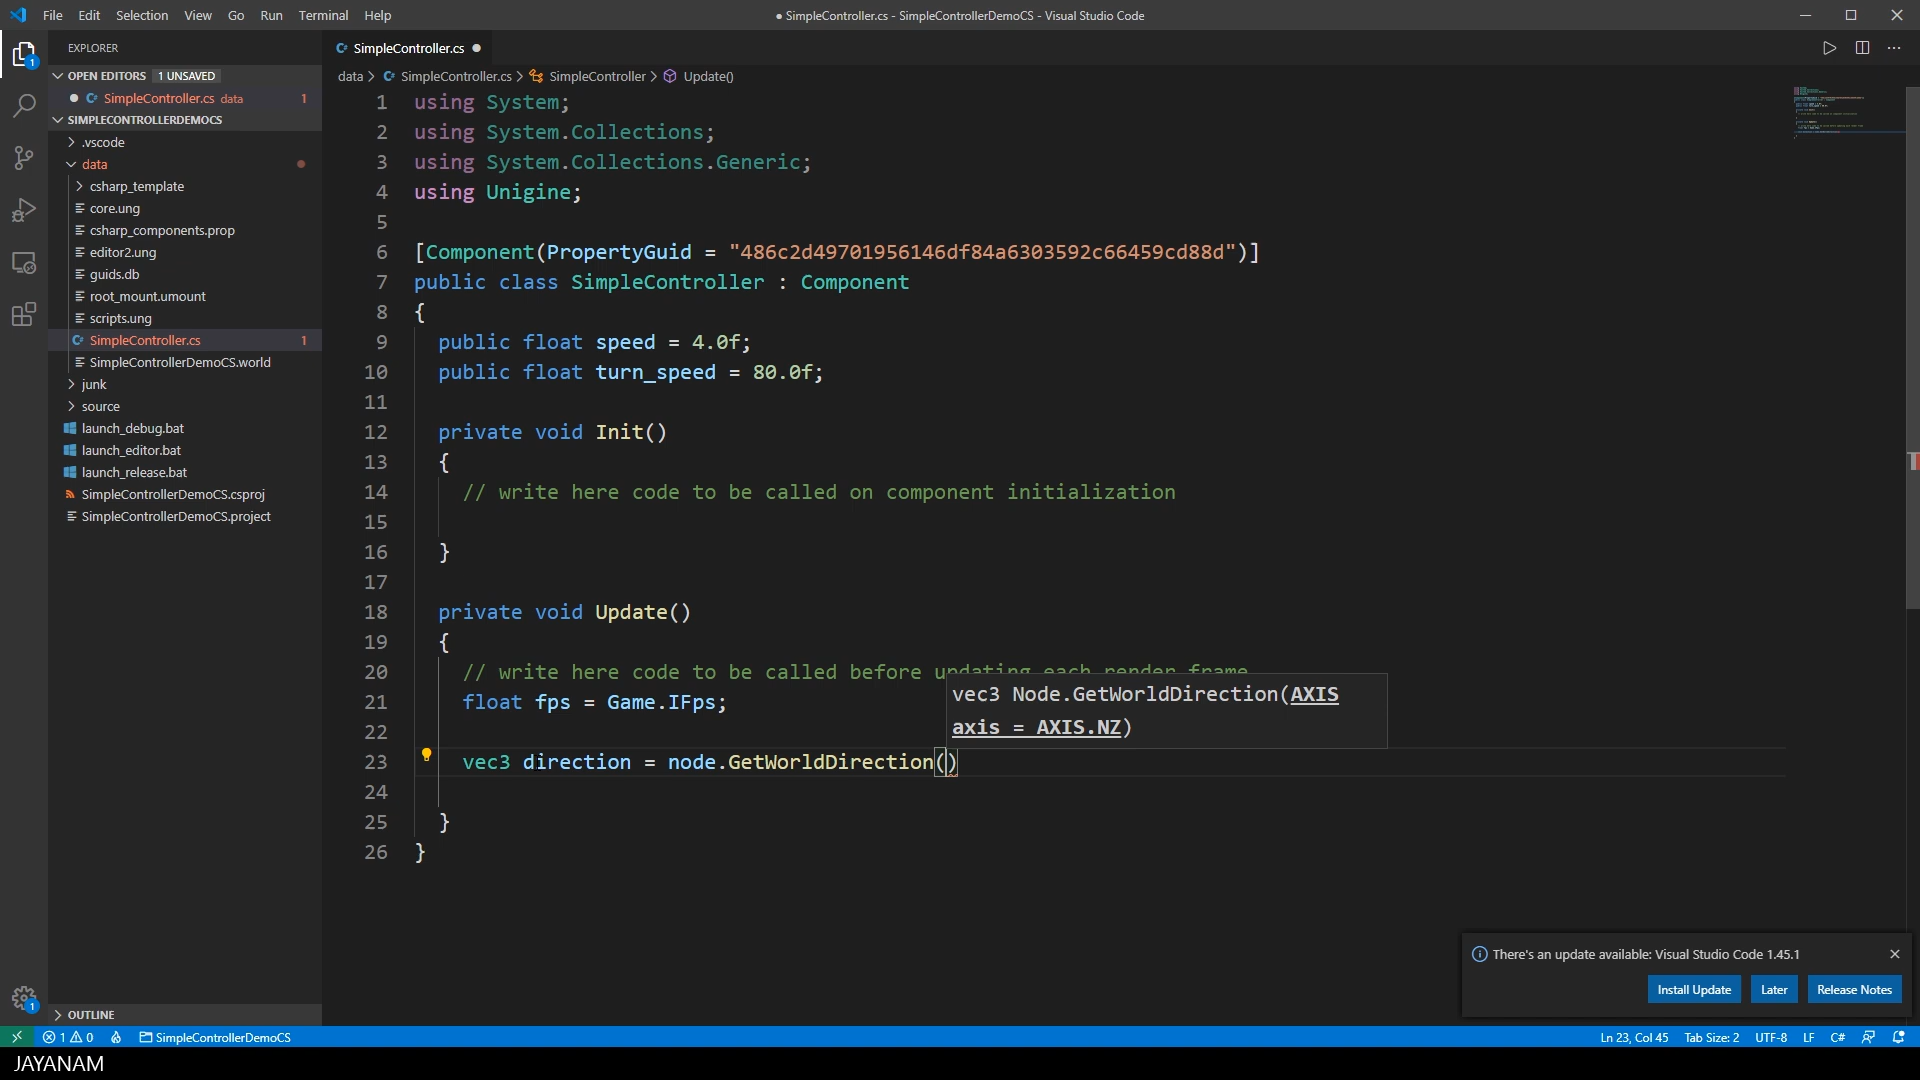 File Edit Selection View Go Run Terminal Help
● SimpleController.cs - SimpleControllerDemoCS - Visual Studio Code
EXPLORER
OPEN EDITORS 1 UNSAVED
SimpleController.cs data 1
SIMPLECONTROLLERDEMOCS
.vscode
data
csharp_template
core.ung
csharp_components.prop
editor2.ung
guids.db
root_mount.umount
scripts.ung
SimpleController.cs 1
SimpleControllerDemoCS.world
junk
source
launch_debug.bat
launch_editor.bat
launch_release.bat
SimpleControllerDemoCS.csproj
SimpleControllerDemoCS.project
OUTLINE
SimpleController.cs
data > SimpleController.cs > SimpleController > Update()
1 using System;
2 using System.Collections;
3 using System.Collections.Generic;
4 using Unigine;
5
6 [Component(PropertyGuid = "486c2d49701956146df84a6303592c66459cd88d")]
7 public class SimpleController : Component
8 {
9 public float speed = 4.0f;
10 public float turn_speed = 80.0f;
11
12 private void Init()
13 {
14 // write here code to be called on component initialization
15
16 }
17
18 private void Update()
19 {
20 // write here code to be called before updating each render frame
21 float fps = Game.IFps;
22
23 vec3 direction = node.GetWorldDirection()
24
25 }
26 }
vec3 Node.GetWorldDirection(AXIS
axis = AXIS.NZ)
There's an update available: Visual Studio Code 1.45.1
Install Update Later Release Notes
1 0 SimpleControllerDemoCS
Ln 23, Col 45 Tab Size: 2 UTF-8 LF C#
JAYANAM